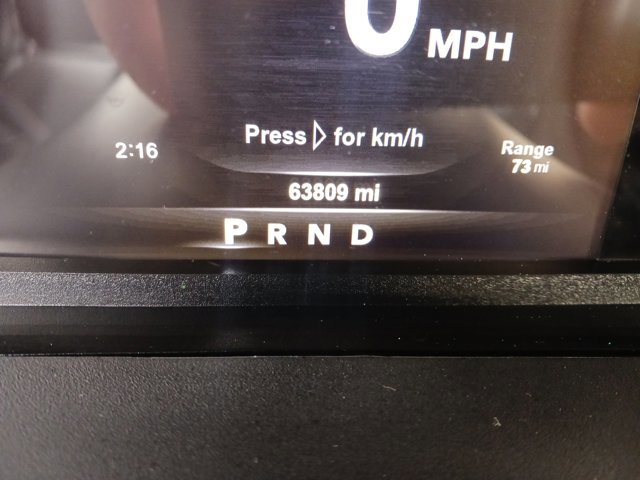 0 MPH
Press ▷ for km/h
2:16
Range
73 mi
63809 mi
P R N D